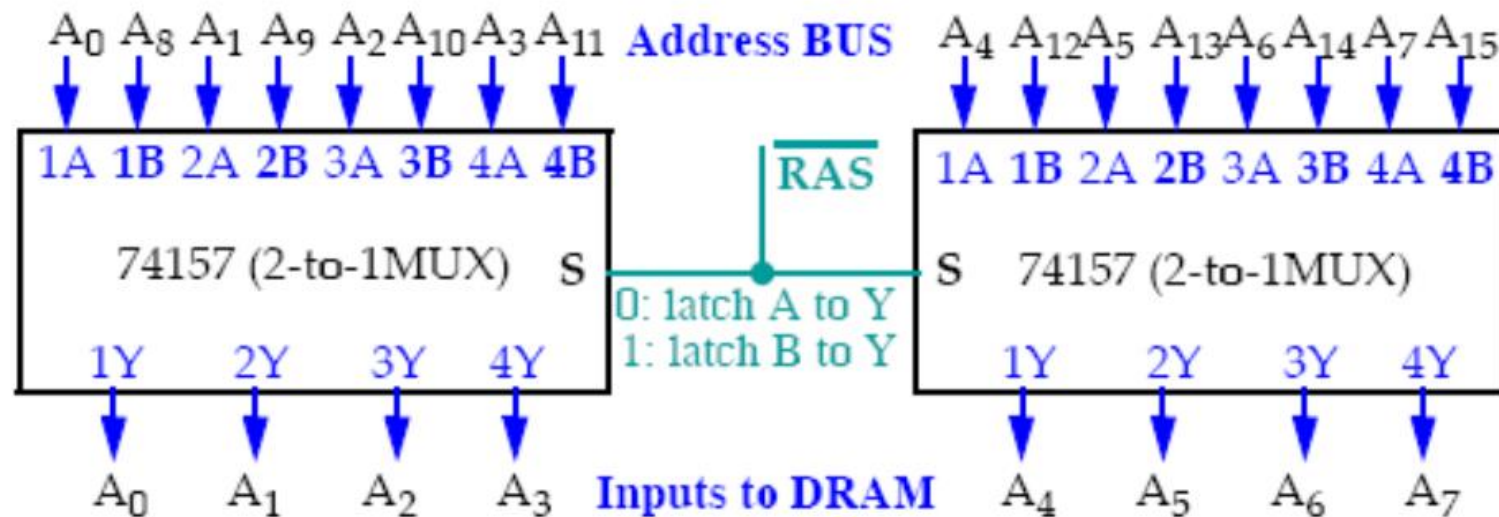 A0 A8 A1 A9 A2 A10 A3 A11 Address BUS A4 A12 A5 A13 A6 A14 A7 A15
1A 1B 2A 2B 3A 3B 4A 4B RAS 1A 1B 2A 2B 3A 3B 4A 4B
74157 (2-to-1MUX) S S 74157 (2-to-1MUX)
0: latch A to Y
1: latch B to Y
1Y 2Y 3Y 4Y 1Y 2Y 3Y 4Y
A0 A1 A2 A3 Inputs to DRAM A4 A5 A6 A7